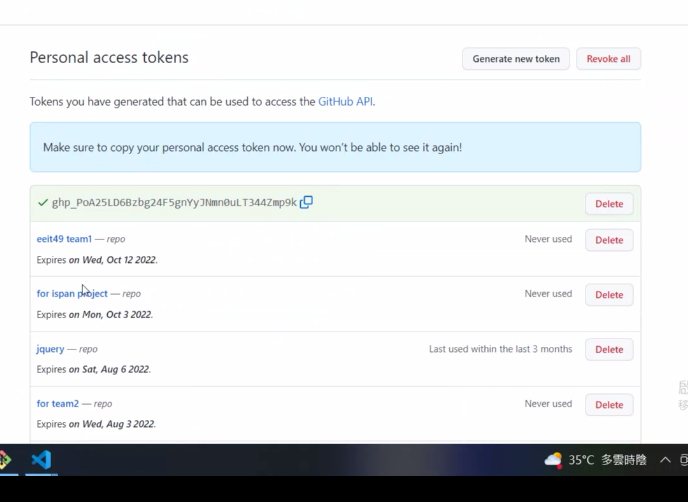 Personal access tokens
Generate new token
Revoke all
Tokens you have generated that can be used to access the GitHub API.
Make sure to copy your personal access token now. You won't be able to see it again!
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
Delete
eeit49 team1 — repo
Never used
Delete
Expires on Wed, Oct 12 2022.
for ispan project — repo
Never used
Delete
Expires on Mon, Oct 3 2022.
jquery — repo
Last used within the last 3 months
Delete
Expires on Sat, Aug 6 2022.
for team2 — repo
Never used
Delete
Expires on Wed, Aug 3 2022.
35°C 多雲時陰